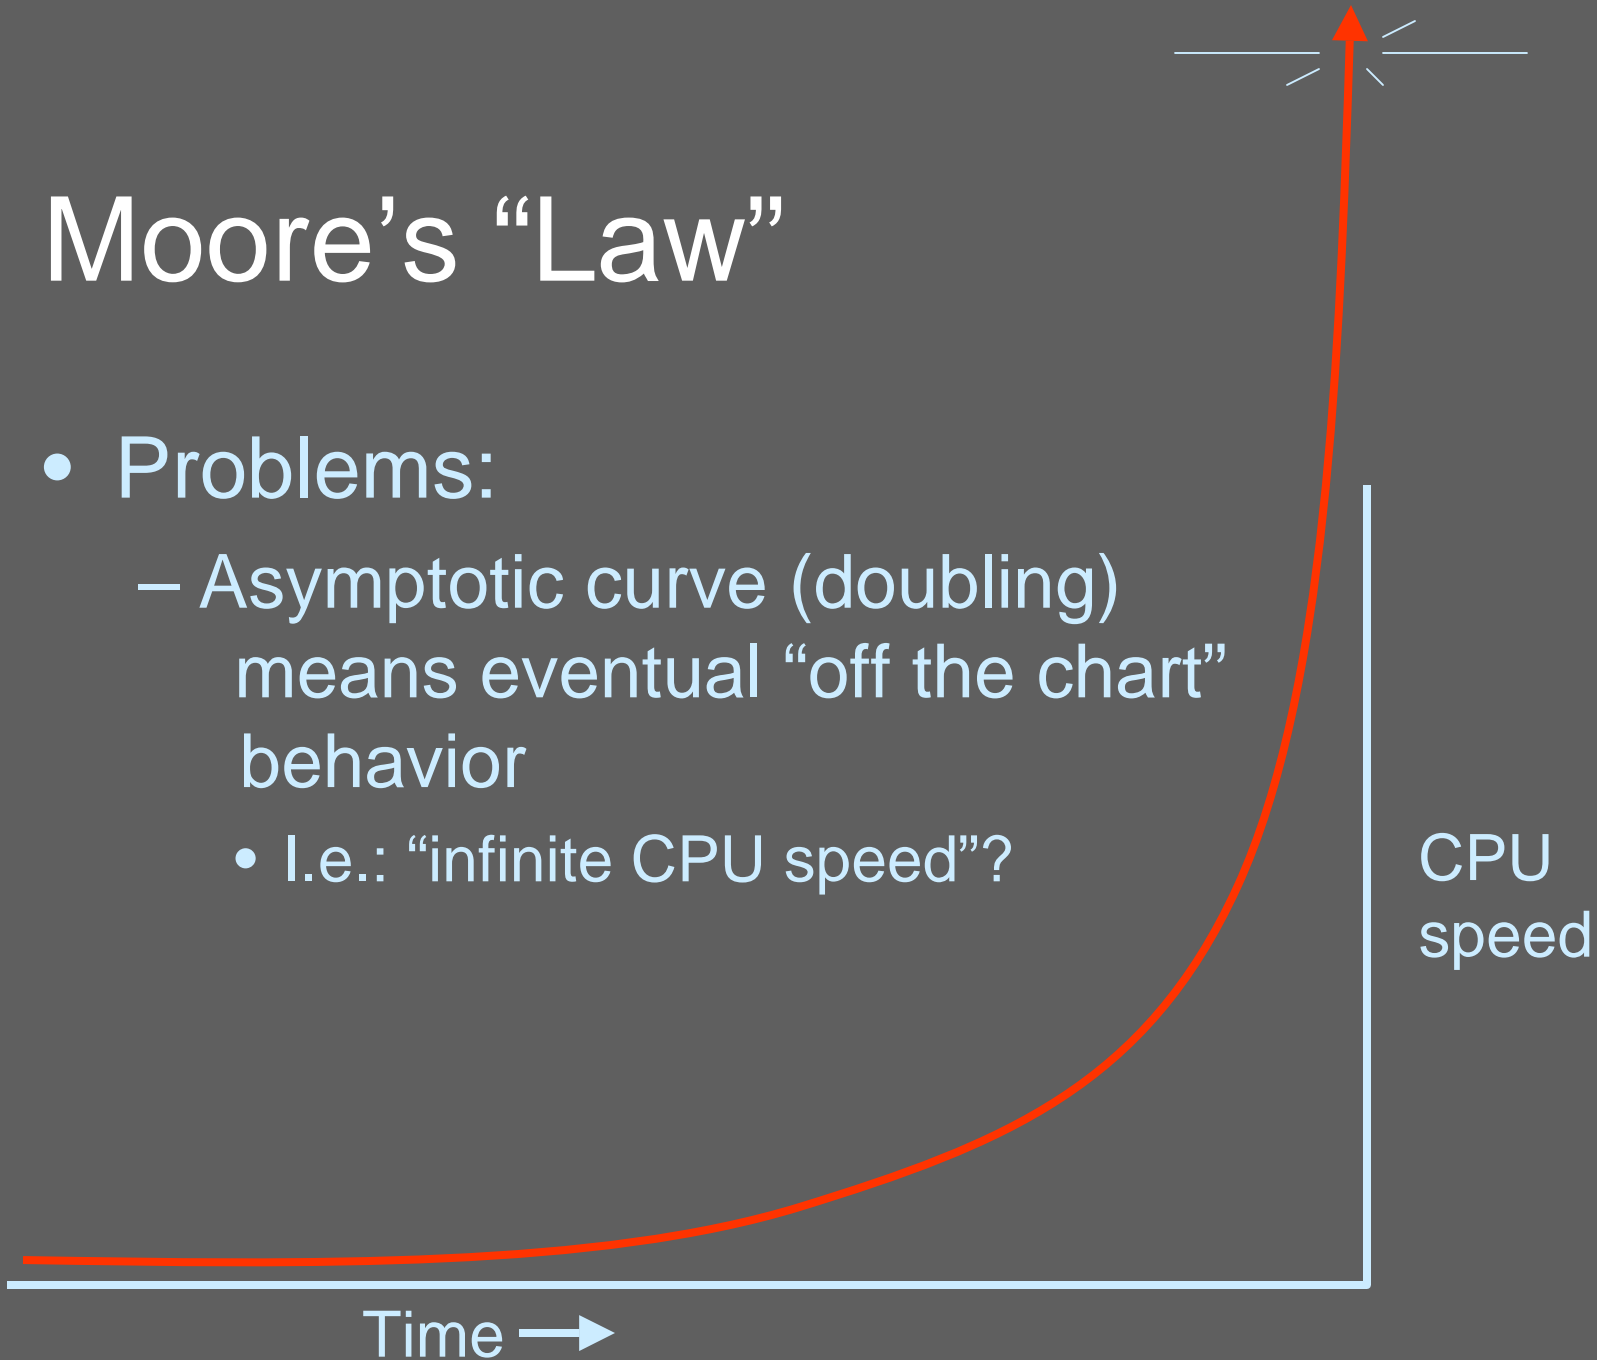 Moore’s “Law”
• Problems:
– Asymptotic curve (doubling)
means eventual “off the chart”
behavior
• I.e.: “infinite CPU speed”?
CPU
speed
Time